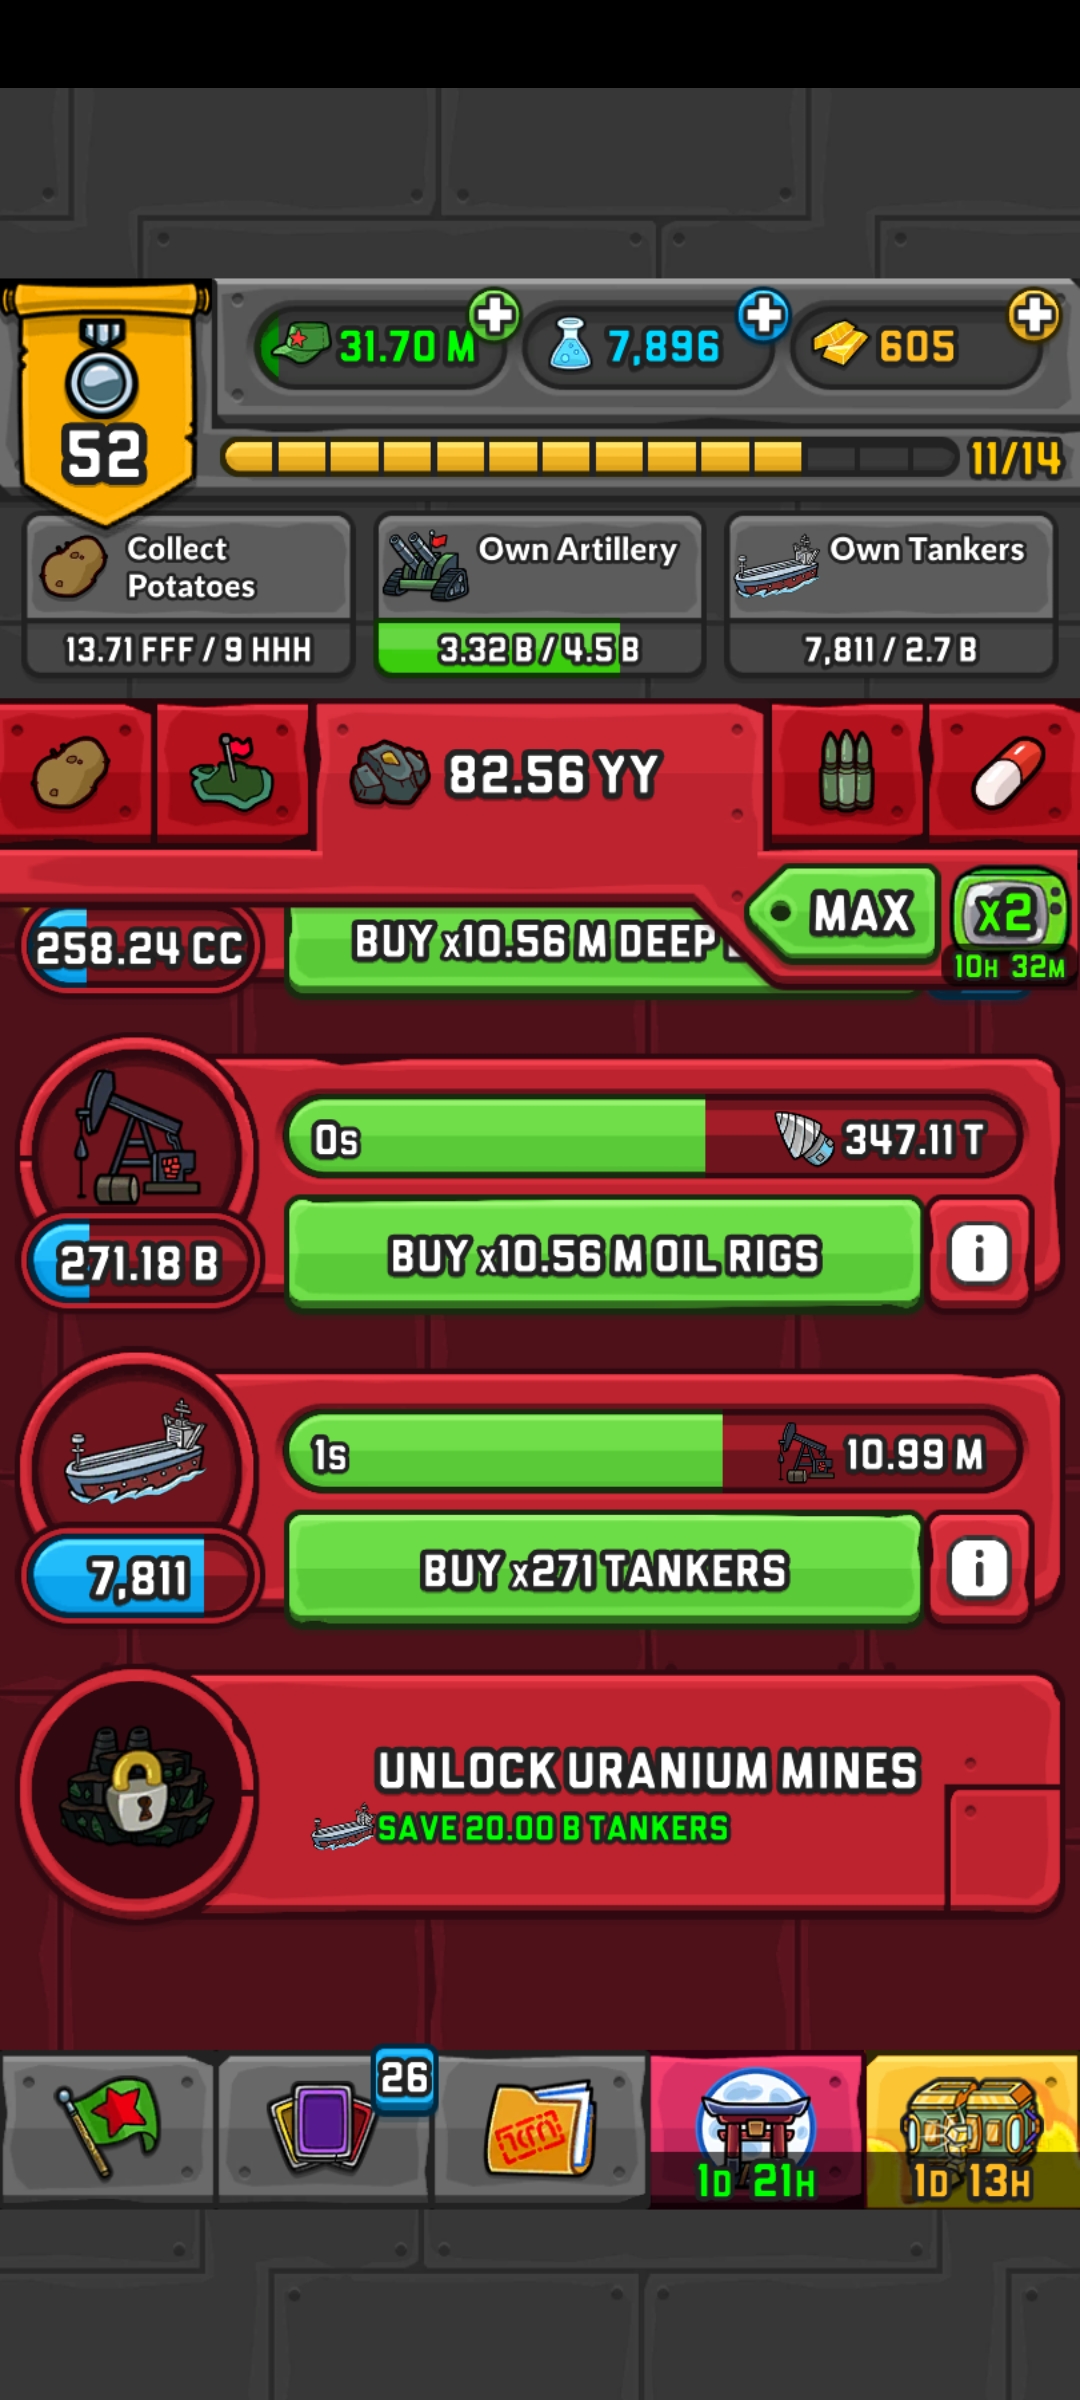 31.70 M
7,896
605
52
11/14
Collect
Potatoes
13.71 FFF / 9 HHH
Own Artillery
3.32 B / 4.5 B
Own Tankers
7,811 / 2.7 B
82.56 YY
MAX
x2
10H 32M
258.24 CC
BUY x10.56 M DEEP
0s
347.11 T
271.18 B
BUY x10.56 M OIL RIGS
i
1s
10.99 M
7,811
BUY x271 TANKERS
i
UNLOCK URANIUM MINES
SAVE 20.00 B TANKERS
26
1D 21H
1D 13H